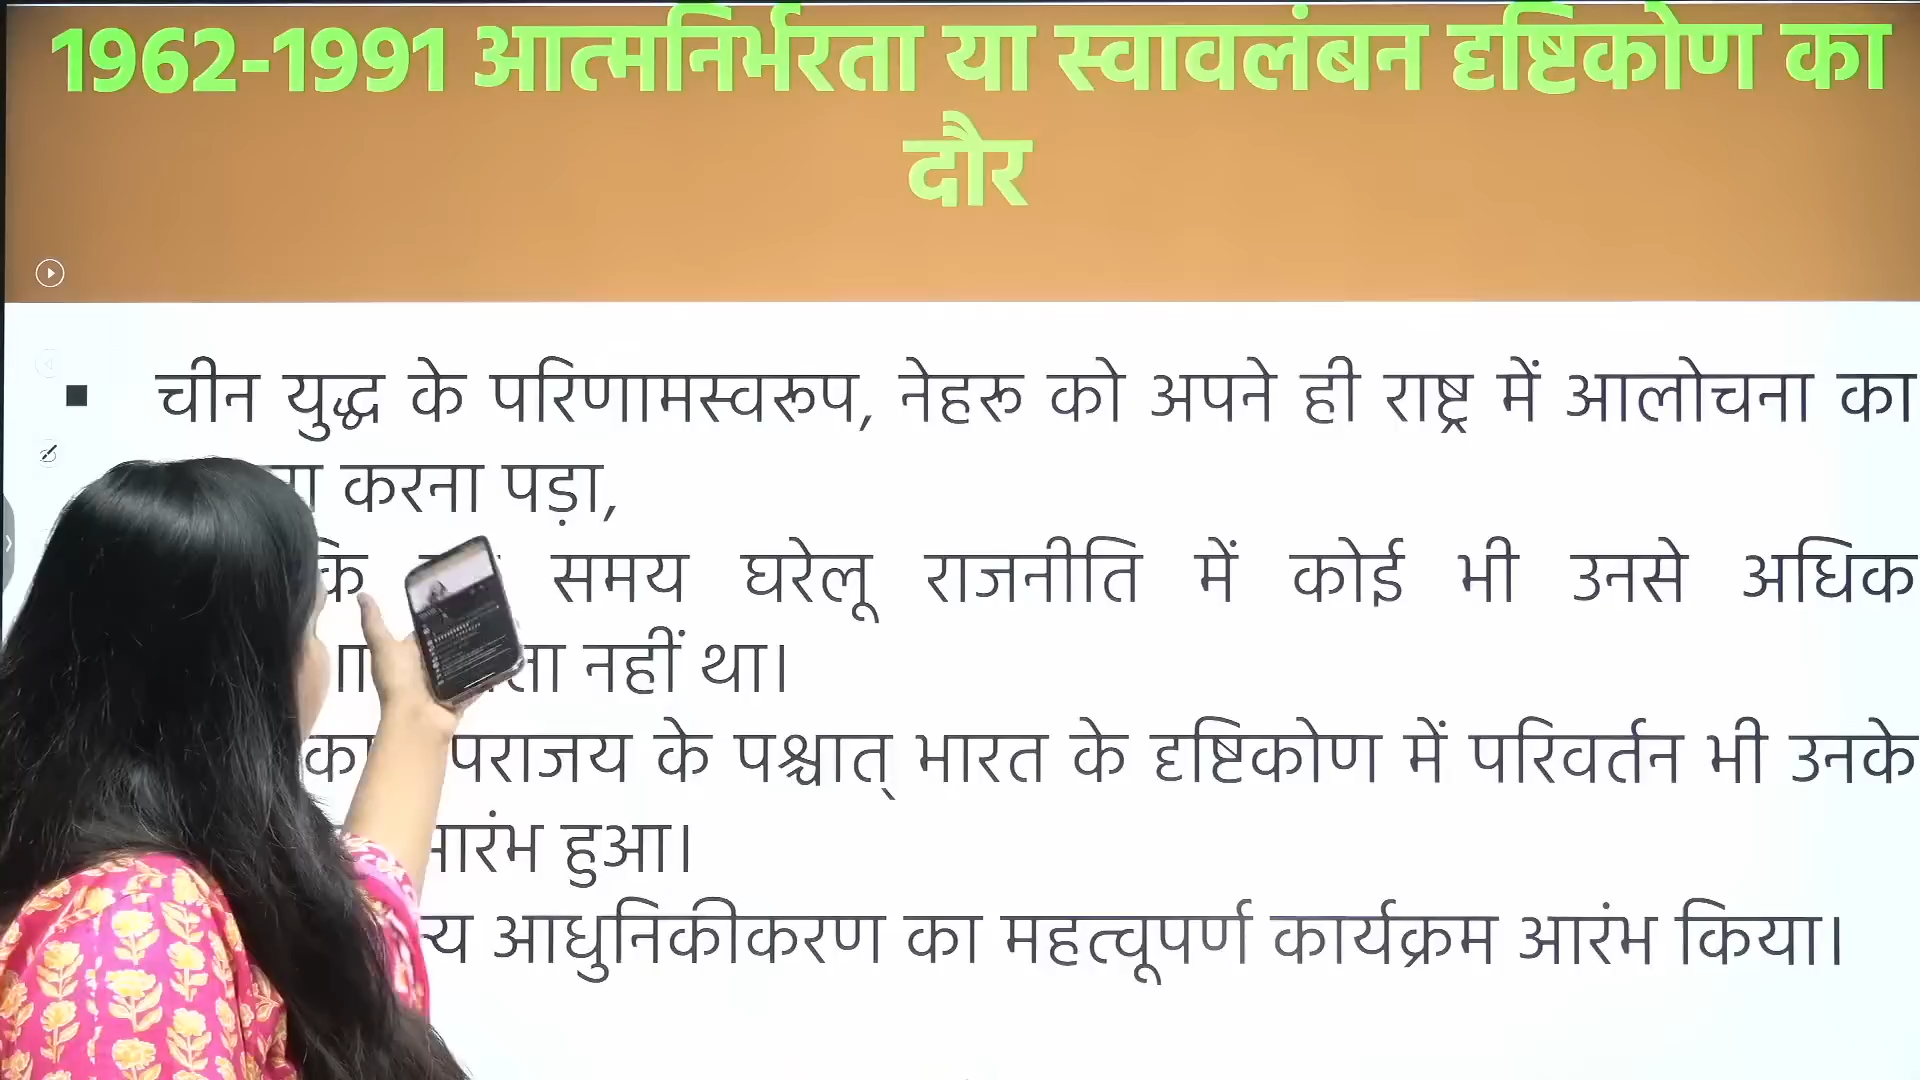 1962-1991 आत्मनिर्भरता या स्वावलंबन दृष्टिकोण का
दौर
चीन युद्ध के परिणामस्वरूप, नेहरू को अपने ही राष्ट्र में आलोचना का
करना पड़ा,
समय घरेलू राजनीति में कोई भी उनसे अधिक
नहीं था।
पराजय के पश्चात् भारत के दृष्टिकोण में परिवर्तन भी उनके
हुआ।
आधुनिकीकरण का महत्वूपर्ण कार्यक्रम आरंभ किया।